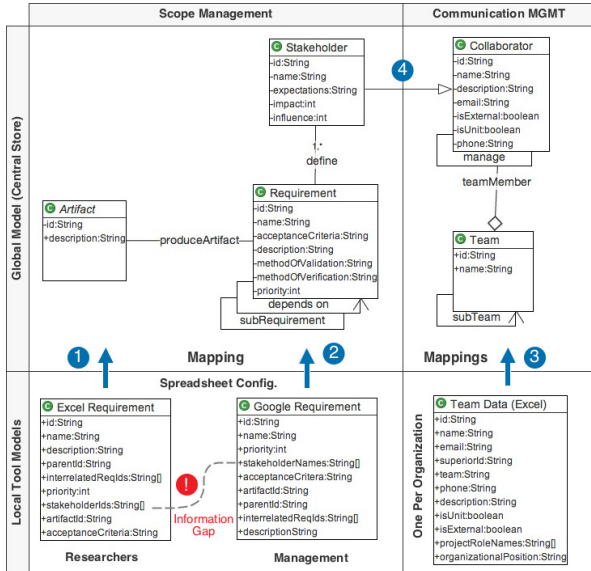 Scope Management
Communication MGMT
Global Model (Central Store)
C Stakeholder
-id:String
-name:String
-expectations:String
-impact:int
-influence:int
4
C Collaborator
-id:String
-name:String
-description:String
-email:String
-isExternal:boolean
-isUnit:boolean
-phone:String
manage
teamMember
1..*
define
C Artifact
-id:String
+description:String
produceArtifact
C Requirement
-id:String
-name:String
-acceptanceCriteria:String
-description:String
-methodOfValidation:String
-methodOfVerification:String
-priority:int
depends on
subRequirement
C Team
+id:String
+name:String
subTeam
1
Mapping
2
Mappings
3
Local Tool Models
Spreadsheet Config.
C Excel Requirement
+id:String
+name:String
+description:String
+parentId:String
+interrelatedReqIds:String[]
+priority:int
+stakeholderIds:String[]
+artifactId:String
+acceptanceCriteria:String
Researchers
!
Information
Gap
C Google Requirement
+id:String
+name:String
+priority:int
+stakeholderNames:String[]
+acceptanceCritera:String
+artifactId:String
+parentId:String
+interrelatedReqIds:String[]
+descriptionString
Management
One Per Organization
C Team Data (Excel)
+id:String
+name:String
+email:String
+superiorId:String
+team:String
+phone:String
+description:String
+isUnit:boolean
+isExternal:boolean
+projectRoleNames:String[]
+organizationalPosition:String